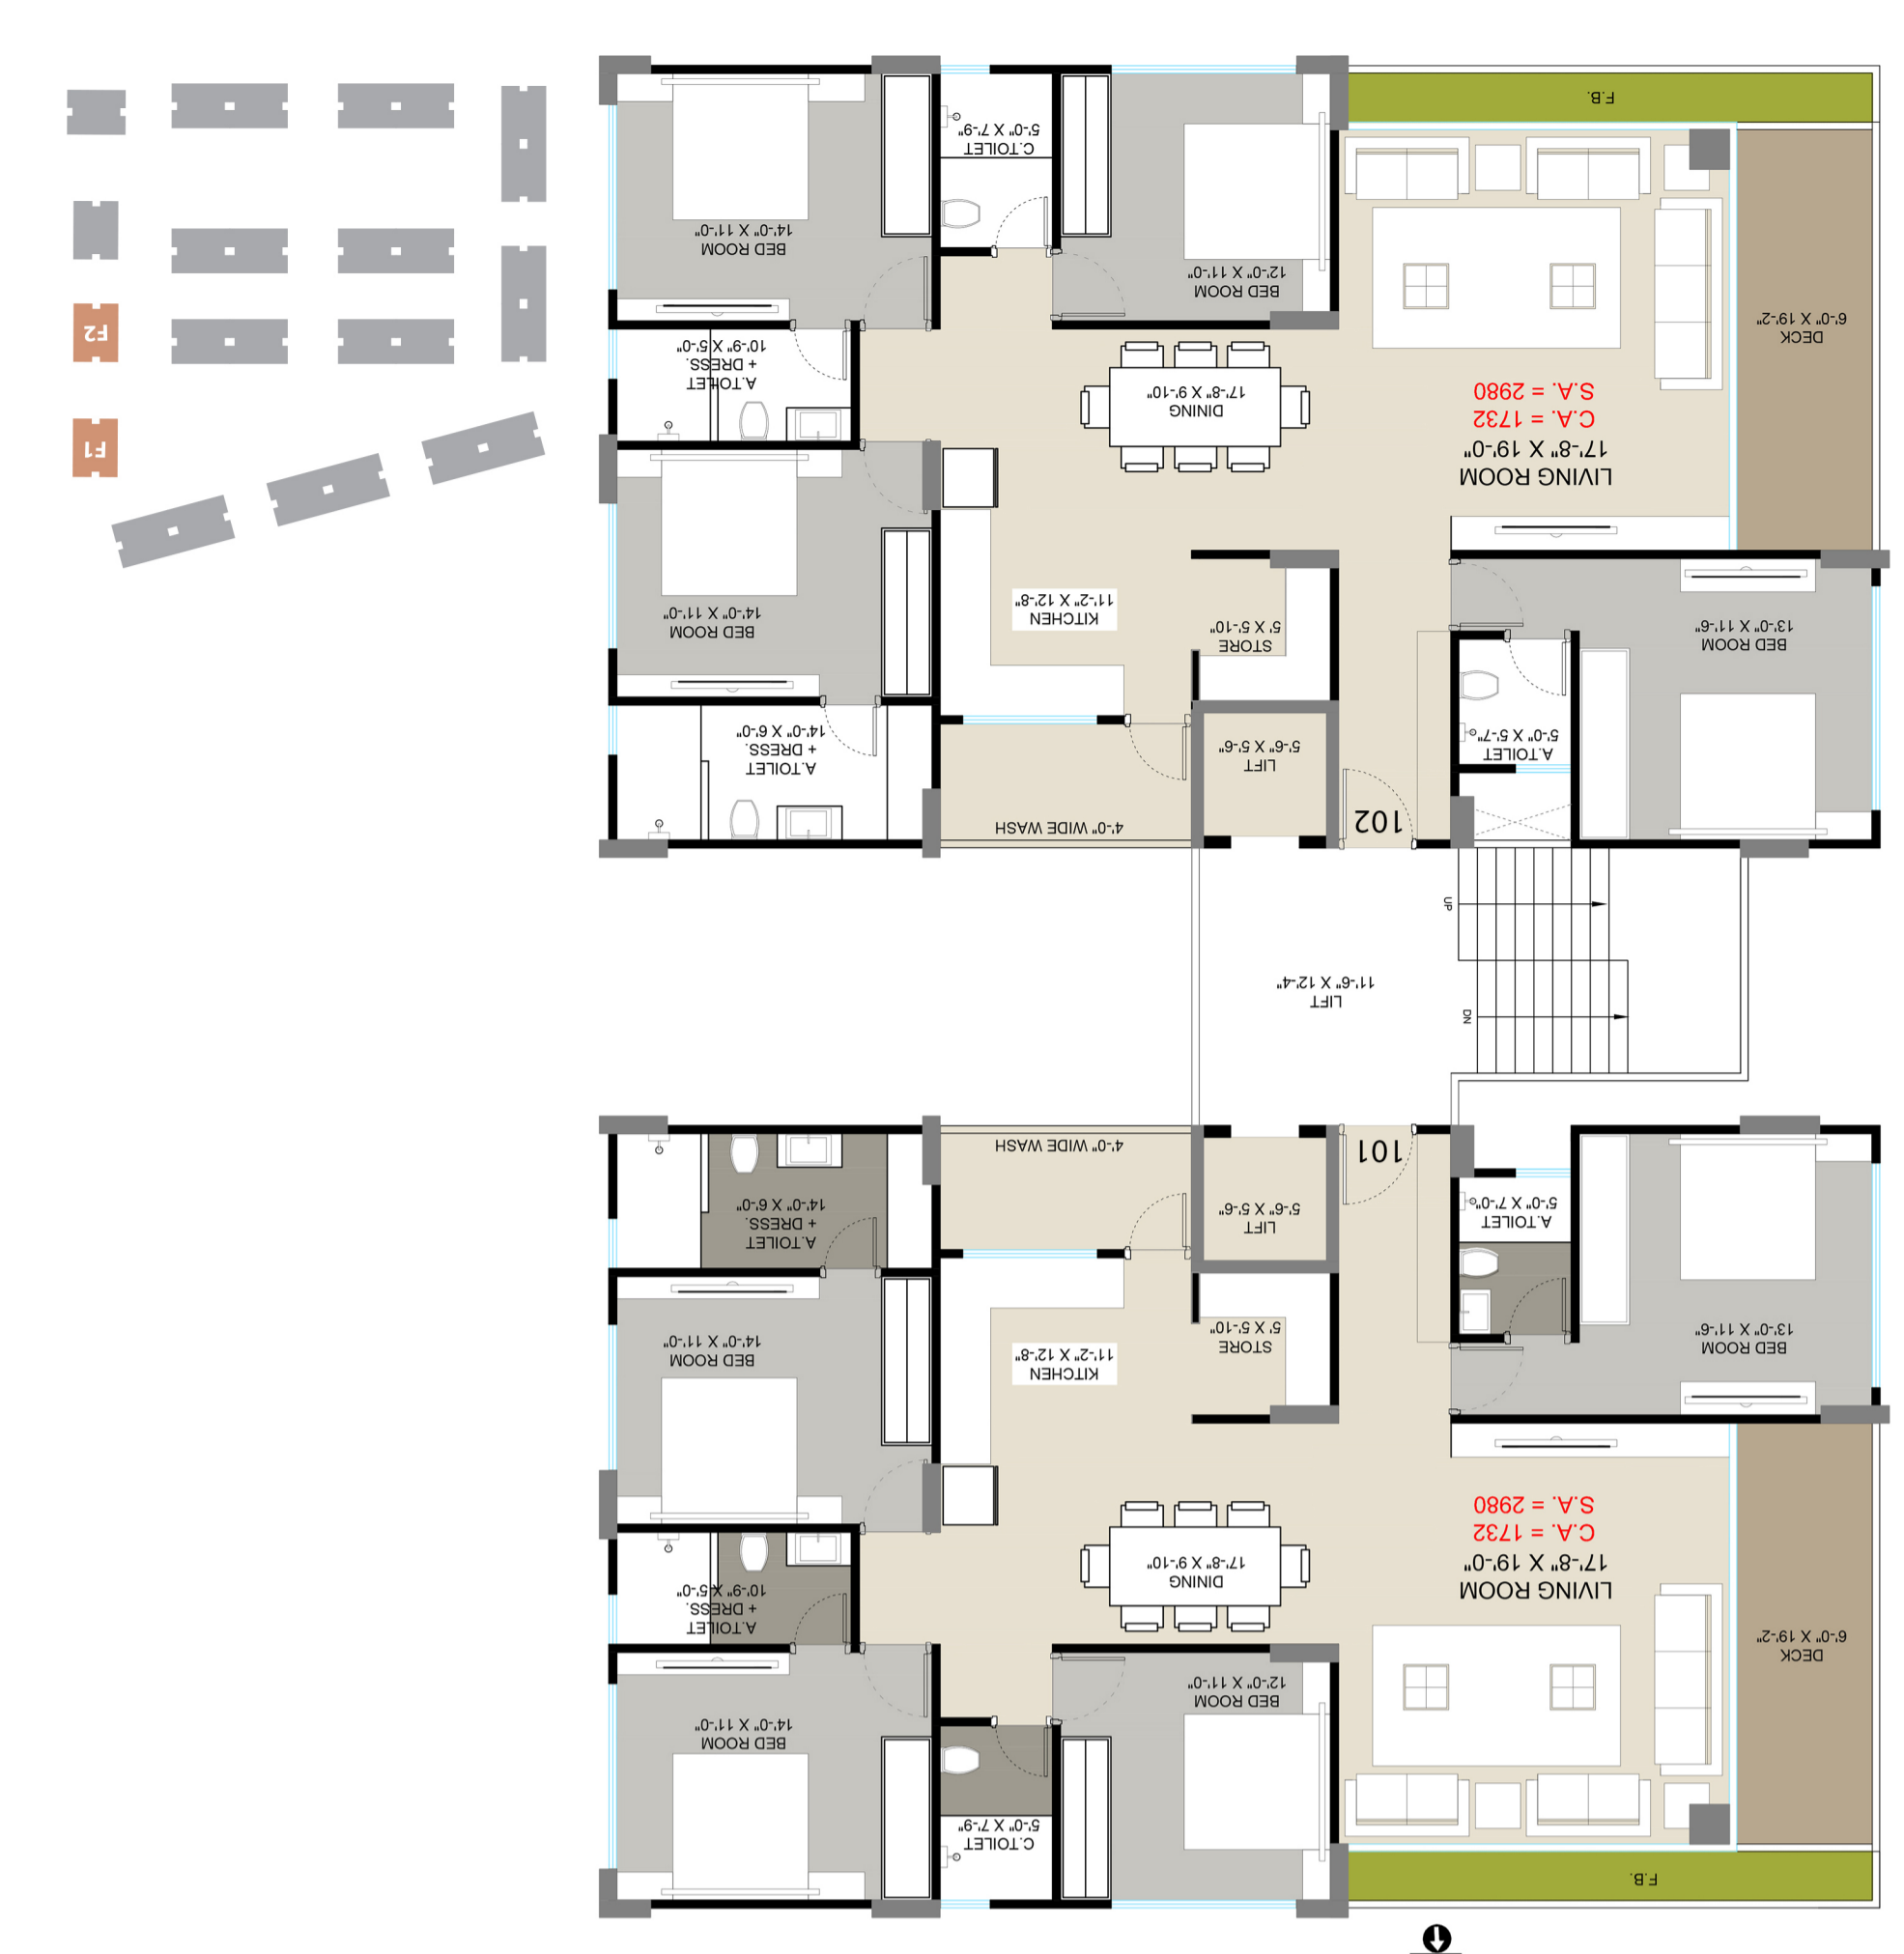 F.B.
C.TOILET
5'-0" X 7'-9"
BED ROOM
12'-0" X 11'-0"
BED ROOM
14'-0" X 11'-0"
DECK
6'-0" X 19'-2"
LIVING ROOM
17'-8" X 19'-0"
C.A. = 1732
S.A. = 2980
DINING
17'-8" X 9'-10"
A.TOILET
+ DRESS.
10'-9" X 5'-0"
BED ROOM
13'-0" X 11'-6"
STORE
5' X 5'-10"
KITCHEN
11'-2" X 12'-8"
BED ROOM
14'-0" X 11'-0"
A.TOILET
5'-0" X 7'-0"
LIFT
5'-6" X 5'-6"
A.TOILET
+ DRESS.
14'-0" X 6'-0"
101
4'-0" WIDE WASH
DN
LIFT
11'-6" X 12'-4"
UP
102
4'-0" WIDE WASH
A.TOILET
5'-0" X 5'-7"
LIFT
5'-6" X 5'-6"
A.TOILET
+ DRESS.
14'-0" X 6'-0"
BED ROOM
13'-0" X 11'-6"
STORE
5' X 5'-10"
KITCHEN
11'-2" X 12'-8"
BED ROOM
14'-0" X 11'-0"
LIVING ROOM
17'-8" X 19'-0"
C.A. = 1732
S.A. = 2980
DINING
17'-8" X 9'-10"
A.TOILET
+ DRESS.
10'-9" X 5'-0"
DECK
6'-0" X 19'-2"
BED ROOM
12'-0" X 11'-0"
BED ROOM
14'-0" X 11'-0"
C.TOILET
5'-0" X 7'-9"
F.B.
F1
F2